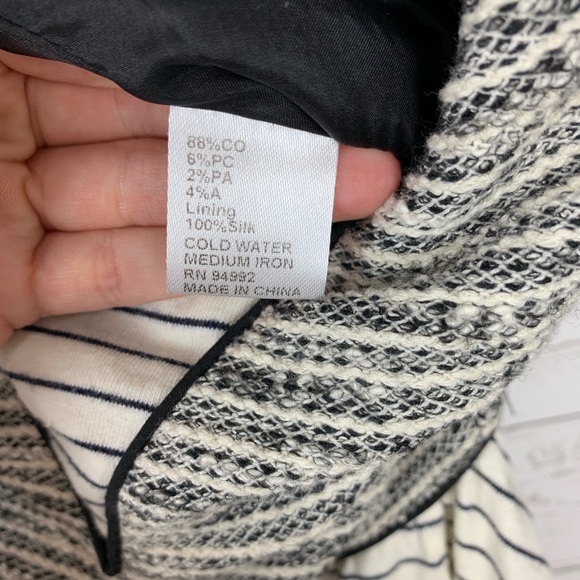 88%CO
6%PC
2%PA
4%A
Lining
100%Silk
COLD WATER
MEDIUM IRON
RN 94992
MADE IN CHINA